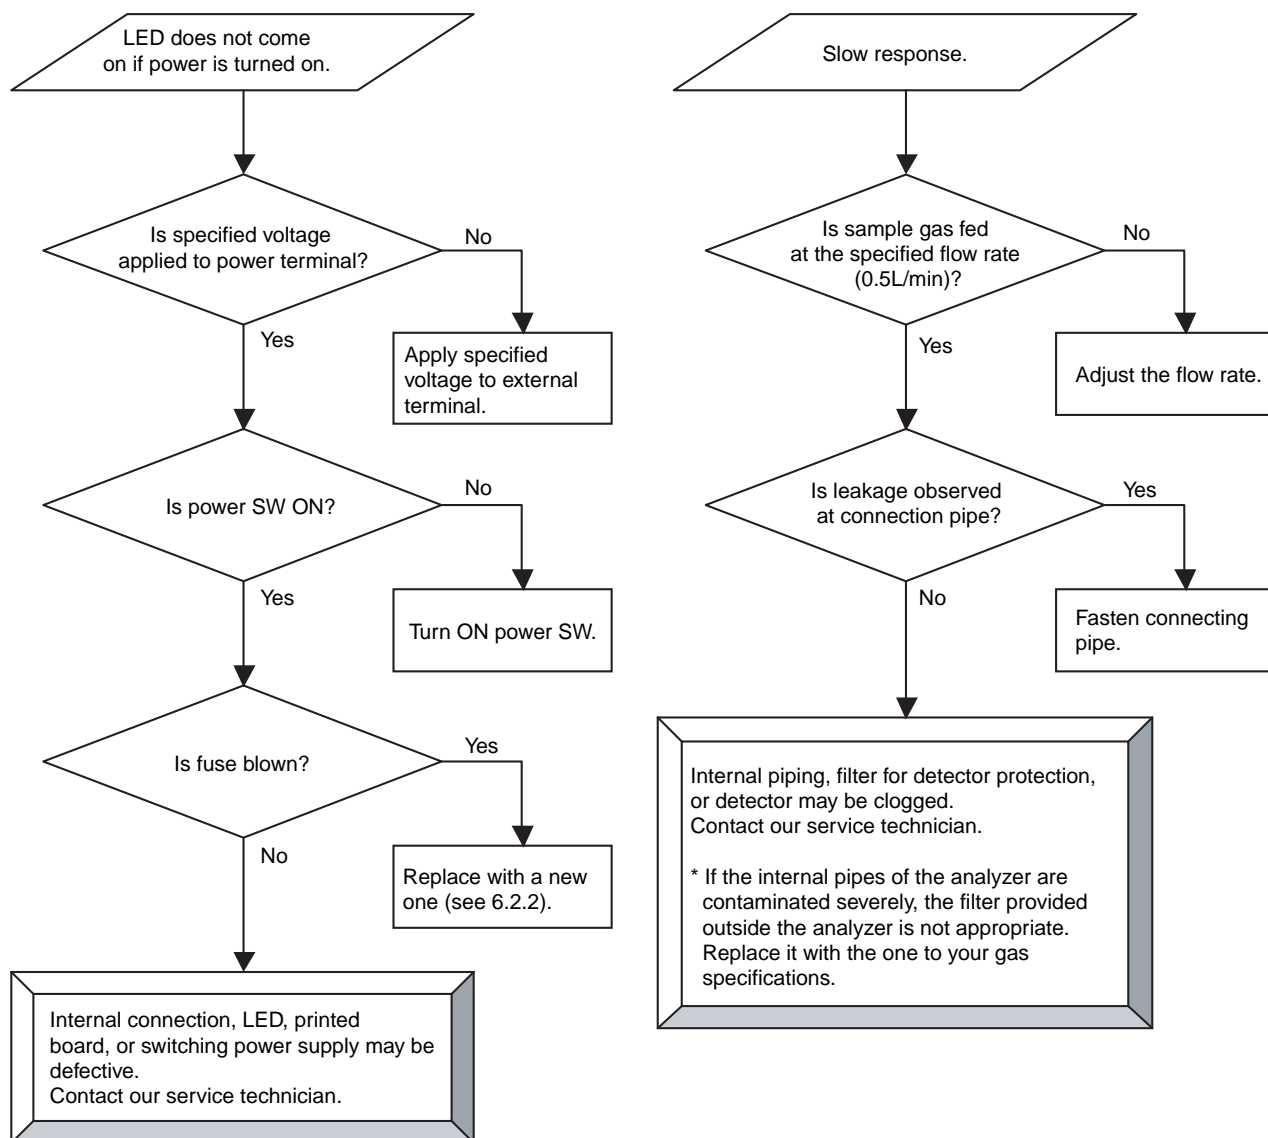 LED does not come
on if power is turned on.
Is specified voltage
applied to power terminal?
No
Yes
Apply specified
voltage to external
terminal.
Is power SW ON?
No
Yes
Turn ON power SW.
Is fuse blown?
Yes
No
Replace with a new
one (see 6.2.2).
Internal connection, LED, printed
board, or switching power supply may be
defective.
Contact our service technician.
Slow response.
Is sample gas fed
at the specified flow rate
(0.5L/min)?
No
Yes
Adjust the flow rate.
Is leakage observed
at connection pipe?
Yes
No
Fasten connecting
pipe.
Internal piping, filter for detector protection,
or detector may be clogged.
Contact our service technician.
* If the internal pipes of the analyzer are
contaminated severely, the filter provided
outside the analyzer is not appropriate.
Replace it with the one to your gas
specifications.